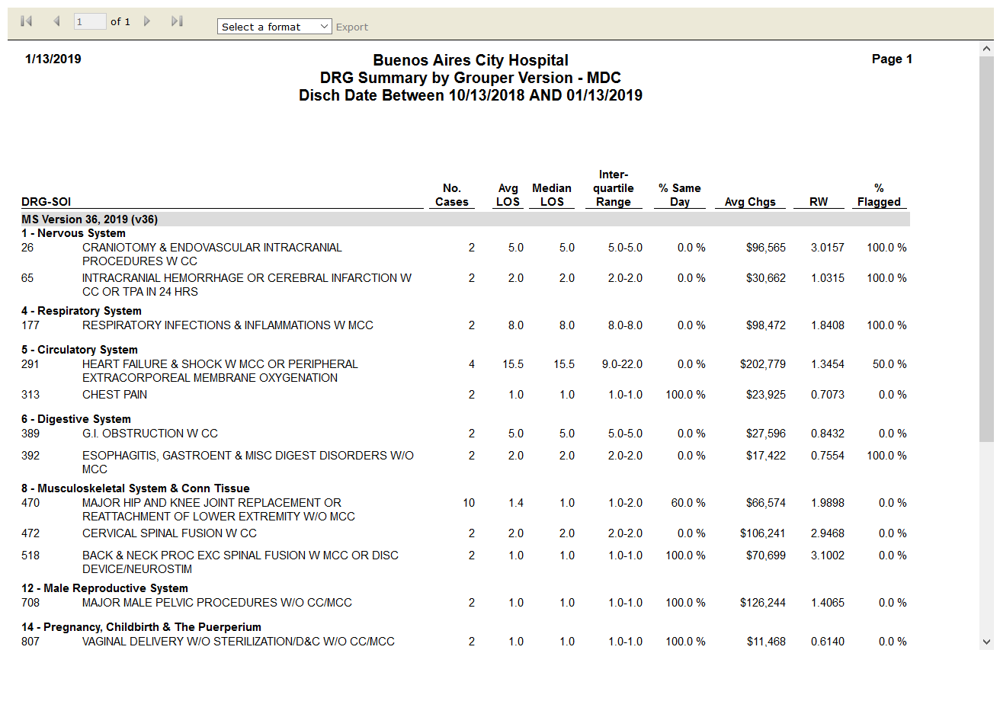 1 of 1 Select a format Export
1/13/2019 Buenos Aires City Hospital Page 1
DRG Summary by Grouper Version - MDC
Disch Date Between 10/13/2018 AND 01/13/2019
Inter-
No. Avg Median quartile % Same %
DRG-SOI Cases LOS LOS Range Day Avg Chgs RW Flagged
MS Version 36, 2019 (v36)
1 - Nervous System
26 CRANIOTOMY & ENDOVASCULAR INTRACRANIAL 2 5.0 5.0 5.0-5.0 0.0 % $96,565 3.0157 100.0 %
PROCEDURES W CC
65 INTRACRANIAL HEMORRHAGE OR CEREBRAL INFARCTION W 2 2.0 2.0 2.0-2.0 0.0 % $30,662 1.0315 100.0 %
CC OR TPA IN 24 HRS
4 - Respiratory System
177 RESPIRATORY INFECTIONS & INFLAMMATIONS W MCC 2 8.0 8.0 8.0-8.0 0.0 % $98,472 1.8408 100.0 %
5 - Circulatory System
291 HEART FAILURE & SHOCK W MCC OR PERIPHERAL 4 15.5 15.5 9.0-22.0 0.0 % $202,779 1.3454 50.0 %
EXTRACORPOREAL MEMBRANE OXYGENATION
313 CHEST PAIN 2 1.0 1.0 1.0-1.0 100.0 % $23,925 0.7073 0.0 %
6 - Digestive System
389 G.I. OBSTRUCTION W CC 2 5.0 5.0 5.0-5.0 0.0 % $27,596 0.8432 0.0 %
392 ESOPHAGITIS, GASTROENT & MISC DIGEST DISORDERS W/O 2 2.0 2.0 2.0-2.0 0.0 % $17,422 0.7554 100.0 %
MCC
8 - Musculoskeletal System & Conn Tissue
470 MAJOR HIP AND KNEE JOINT REPLACEMENT OR 10 1.4 1.0 1.0-2.0 60.0 % $66,574 1.9898 0.0 %
REATTACHMENT OF LOWER EXTREMITY W/O MCC
472 CERVICAL SPINAL FUSION W CC 2 2.0 2.0 2.0-2.0 0.0 % $106,241 2.9468 0.0 %
518 BACK & NECK PROC EXC SPINAL FUSION W MCC OR DISC 2 1.0 1.0 1.0-1.0 100.0 % $70,699 3.1002 0.0 %
DEVICE/NEUROSTIM
12 - Male Reproductive System
708 MAJOR MALE PELVIC PROCEDURES W/O CC/MCC 2 1.0 1.0 1.0-1.0 100.0 % $126,244 1.4065 0.0 %
14 - Pregnancy, Childbirth & The Puerperium
807 VAGINAL DELIVERY W/O STERILIZATION/D&C W/O CC/MCC 2 1.0 1.0 1.0-1.0 100.0 % $11,468 0.6140 0.0 %